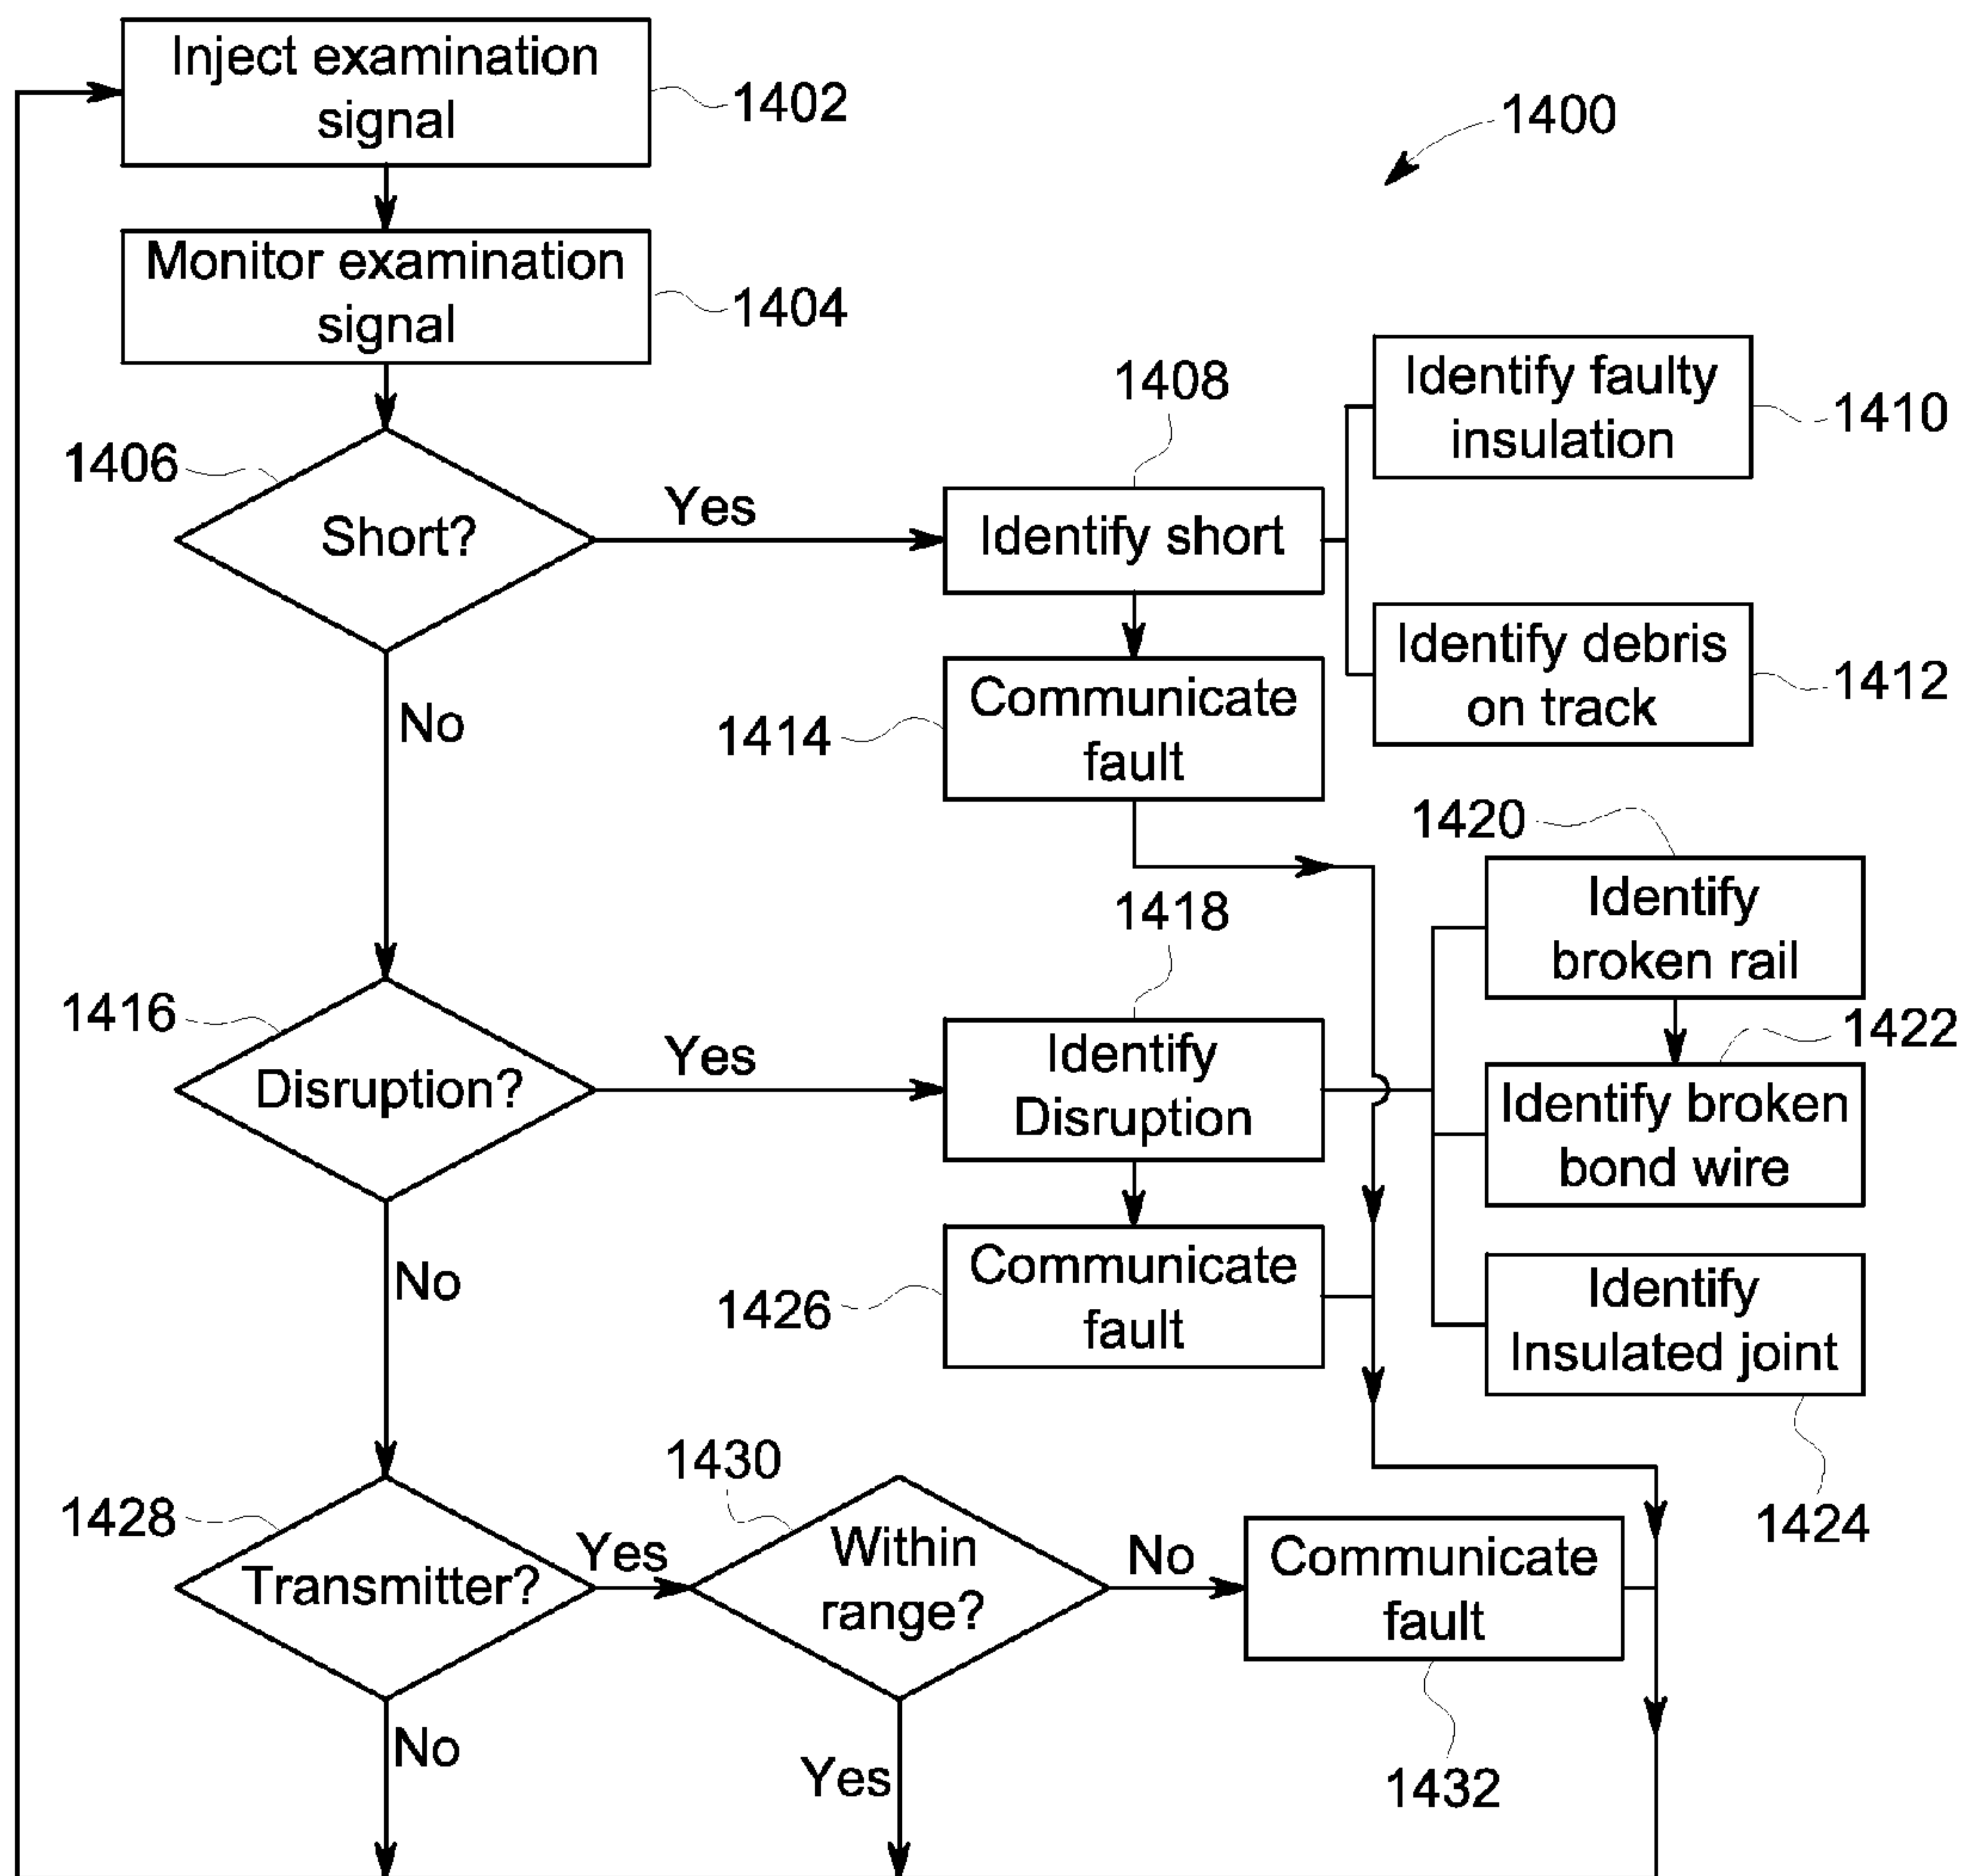 Inject examination
signal
1402
1400
Monitor examination
signal
1404
1406
Short?
Yes
No
1408
Identify short
Identify faulty
insulation
1410
Identify debris
on track
1412
1414
Communicate
fault
1416
Disruption?
Yes
No
1418
Identify
Disruption
1420
Identify
broken rail
1422
Identify broken
bond wire
Identify
Insulated joint
1424
1426
Communicate
fault
1428
Transmitter?
Yes
No
1430
Within
range?
No
Yes
Communicate
fault
1432